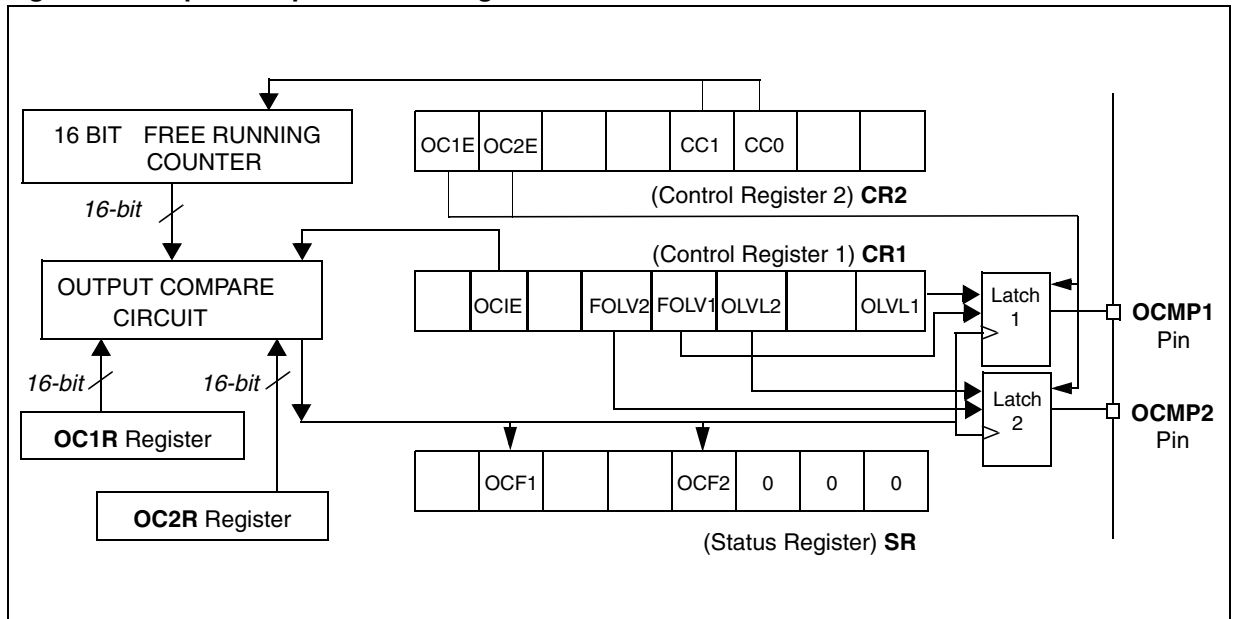 16 BIT FREE RUNNING
COUNTER
16-bit
OC1E OC2E CC1 CC0
(Control Register 2) CR2
(Control Register 1) CR1
OUTPUT COMPARE
CIRCUIT
OCIE FOLV2 FOLV1 OLVL2 OLVL1
Latch
1
OCMP1
Pin
16-bit
16-bit
Latch
2
OCMP2
Pin
OC1R Register
OCF1 OCF2 0 0 0
OC2R Register
(Status Register) SR